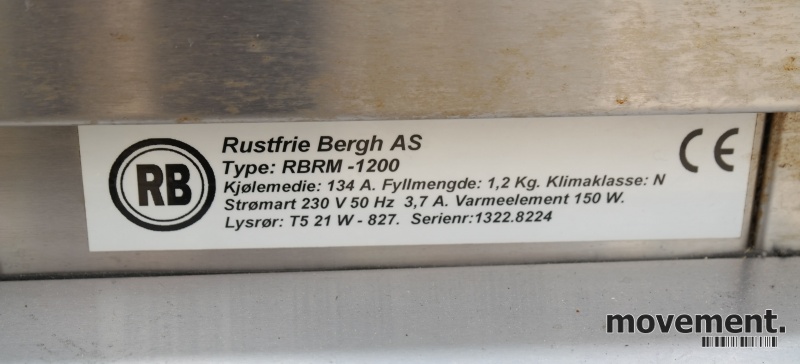 RB
Rustfrie Bergh AS
Type: RBRM -1200
Kjølemedie: 134 A. Fyllmengde: 1,2 Kg. Klimaklasse: N
Strømart 230 V 50 Hz 3,7 A. Varmeelement 150 W.
Lysrør: T5 21 W - 827. Serienr:1322.8224
CE
movement.